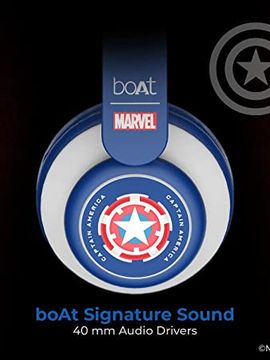 boAt
MARVEL
CAPTAIN AMERICA
CAPTAIN AMERICA
boAt Signature Sound
40 mm Audio Drivers